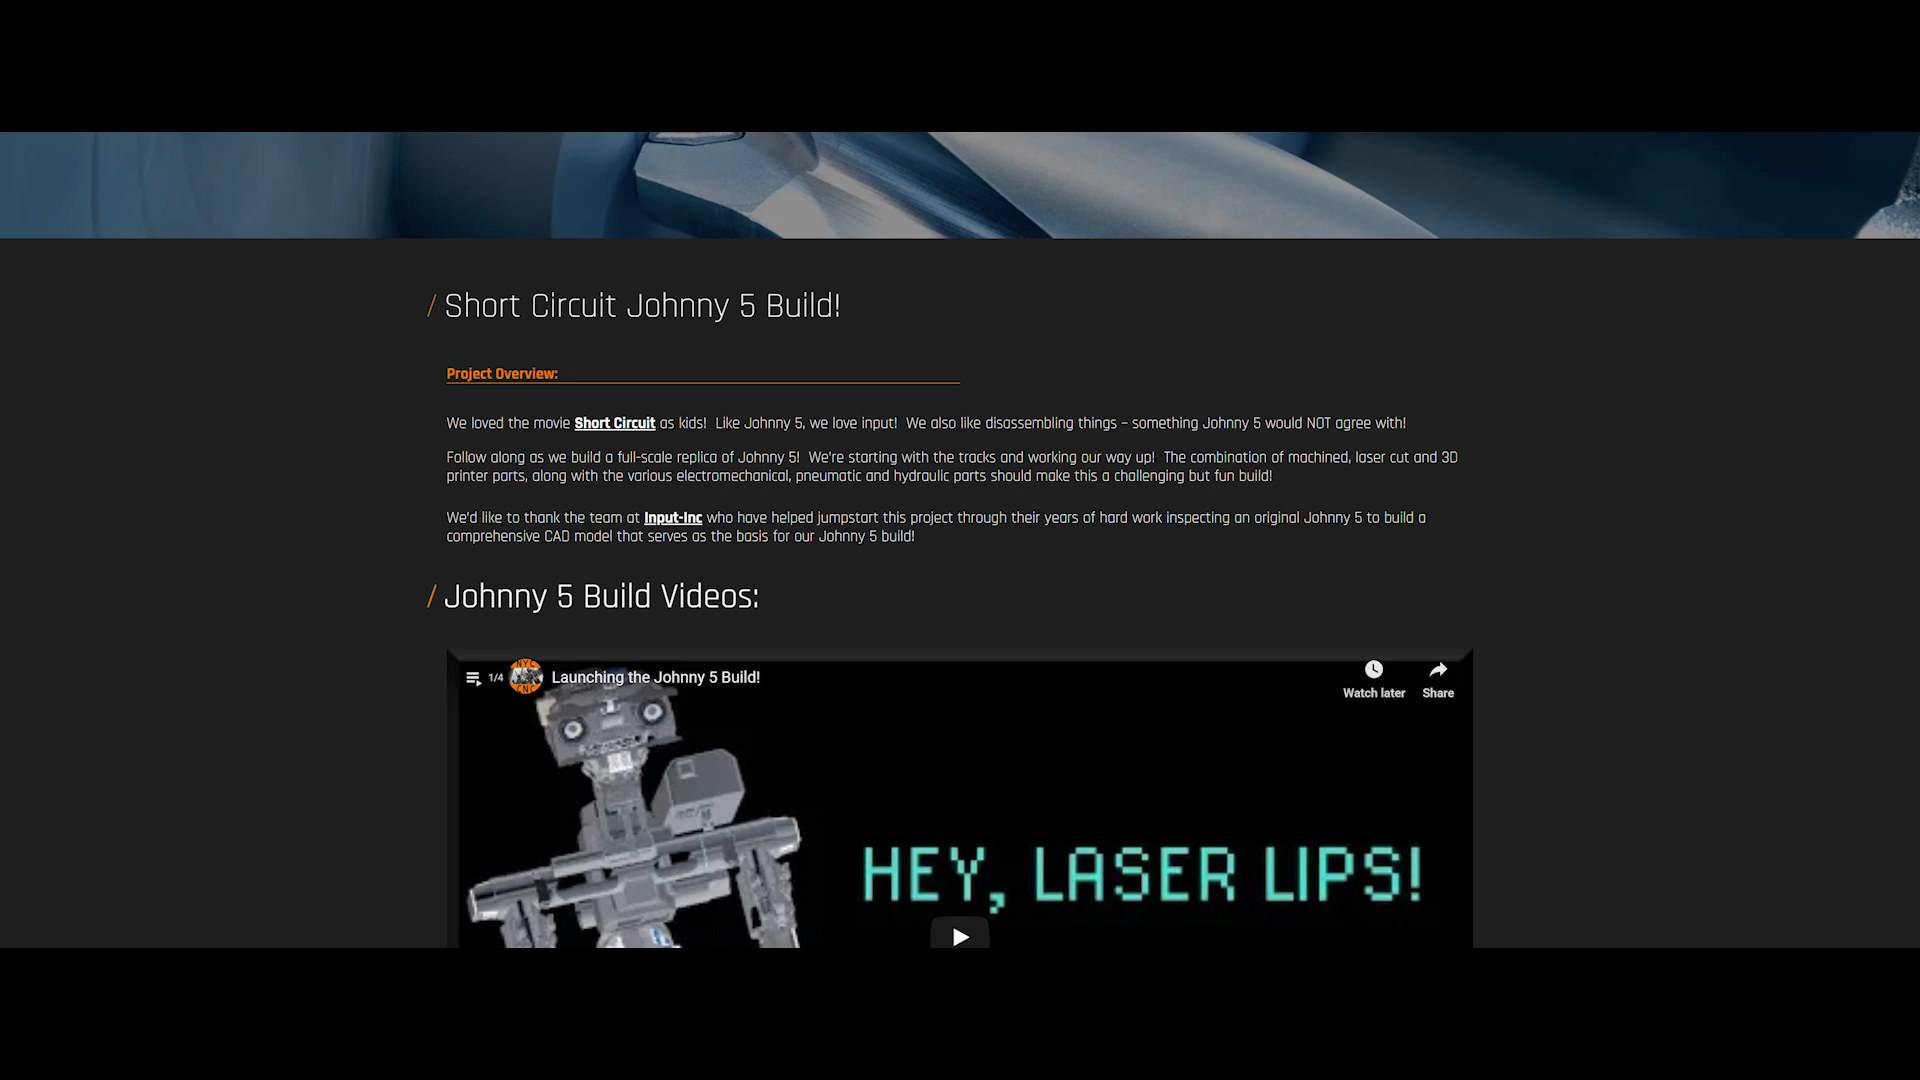 / Short Circuit Johnny 5 Build!
Project Overview:
We loved the movie Short Circuit as kids! Like Johnny 5, we love input! We also like disassembling things – something Johnny 5 would NOT agree with!
Follow along as we build a full-scale replica of Johnny 5! We're starting with the tracks and working our way up! The combination of machined, laser cut and 3D
printer parts, along with the various electromechanical, pneumatic and hydraulic parts should make this a challenging but fun build!
We'd like to thank the team at Input-Inc who have helped jumpstart this project through their years of hard work inspecting an original Johnny 5 to build a
comprehensive CAD model that serves as the basis for our Johnny 5 build!
/ Johnny 5 Build Videos:
1/4 NYC CNC Launching the Johnny 5 Build!
Watch later Share
HEY, LASER LIPS!